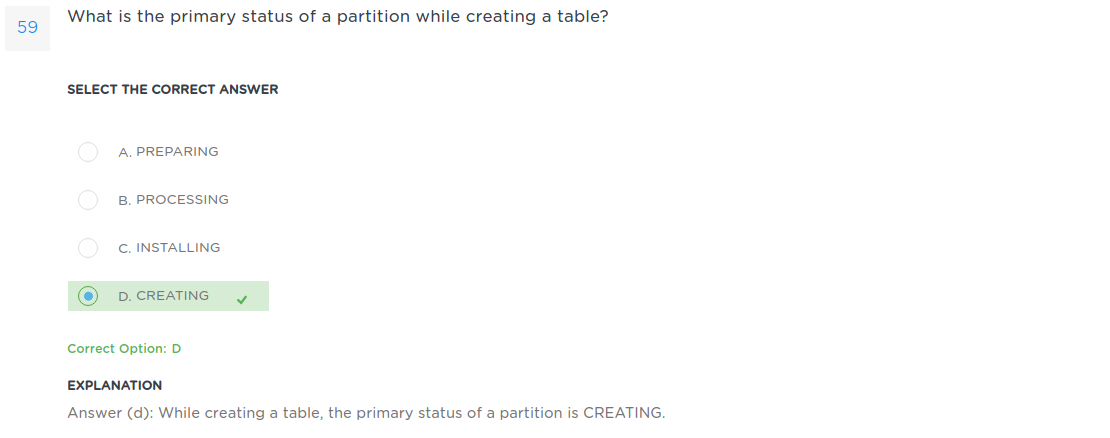 59
What is the primary status of a partition while creating a table?
SELECT THE CORRECT ANSWER
A. PREPARING
B. PROCESSING
C. INSTALLING
D. CREATING
Correct Option: D
EXPLANATION
Answer (d): While creating a table, the primary status of a partition is CREATING.